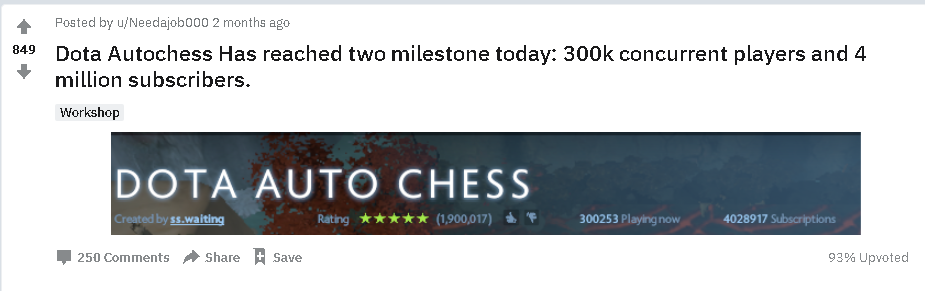 Posted by u/Needajob000 2 months ago
849
Dota Autochess Has reached two milestone today: 300k concurrent players and 4
million subscribers.
Workshop
DOTA AUTO CHESS
Created by ss.waiting Rating (1,900,017) 300253 Playing now 4028917 Subscriptions
250 Comments Share Save 93% Upvoted